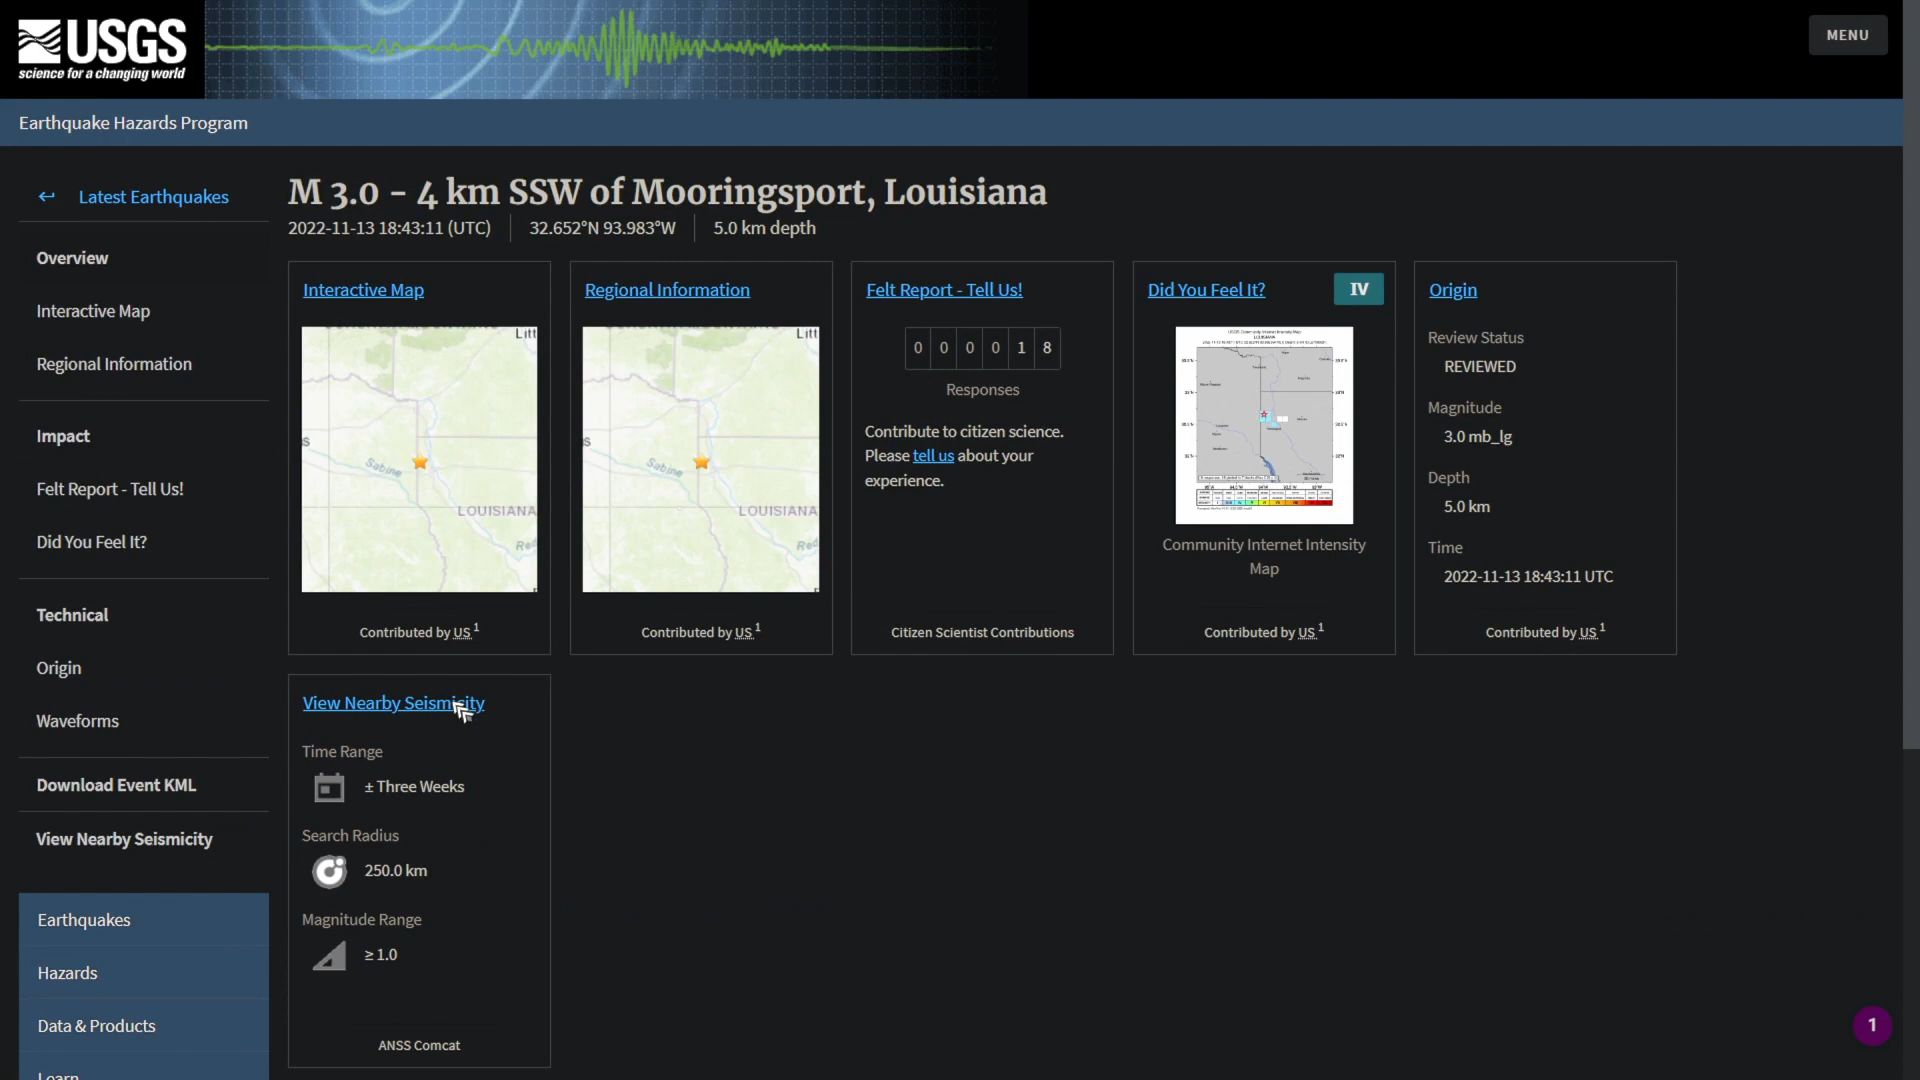 USGS
science for a changing world
MENU
Earthquake Hazards Program
↩ Latest Earthquakes
Overview
Interactive Map
Regional Information
Impact
Felt Report - Tell Us!
Did You Feel It?
Technical
Origin
Waveforms
Download Event KML
View Nearby Seismicity
Earthquakes
Hazards
Data & Products
Learn
M 3.0 - 4 km SSW of Mooringsport, Louisiana
2022-11-13 18:43:11 (UTC) 32.652°N 93.983°W 5.0 km depth
Interactive Map
Litt
Sabine
LOUISIANA
Contributed by US 1
Regional Information
Litt
Sabine
LOUISIANA
Contributed by US 1
Felt Report - Tell Us!
0 0 0 0 1 8
Responses
Contribute to citizen science.
Please tell us about your
experience.
Citizen Scientist Contributions
Did You Feel It? IV
Community Internet Intensity
Map
Contributed by US 1
Origin
Review Status
REVIEWED
Magnitude
3.0 mb_lg
Depth
5.0 km
Time
2022-11-13 18:43:11 UTC
Contributed by US 1
View Nearby Seismicity
Time Range
± Three Weeks
Search Radius
250.0 km
Magnitude Range
≥ 1.0
ANSS Comcat
1